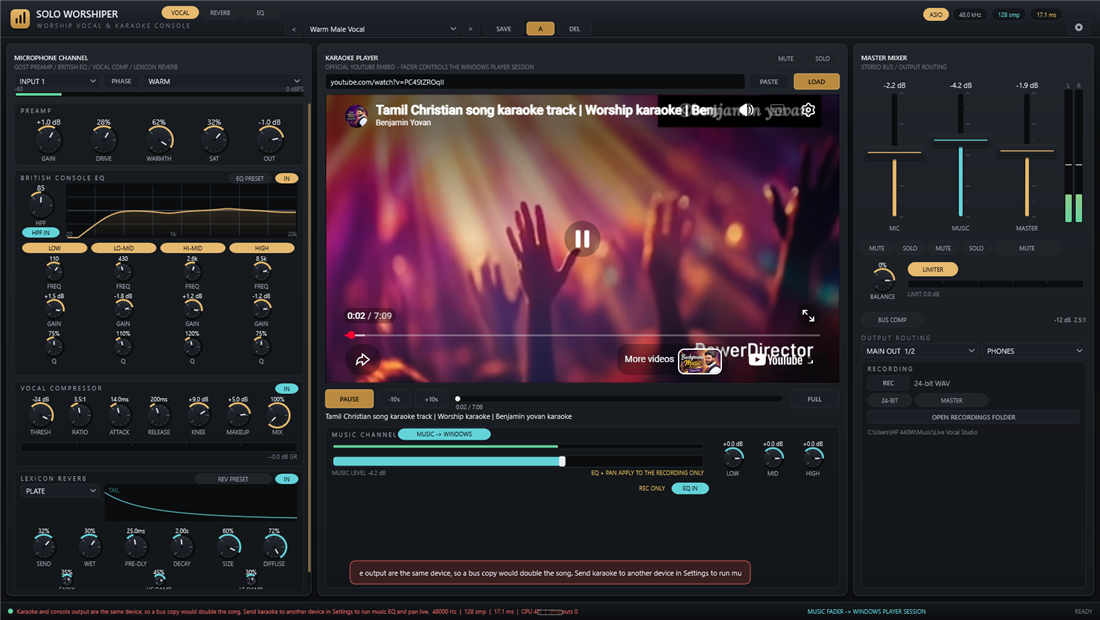 SOLO WORSHIPER
WORSHIP VOCAL & KARAOKE CONSOLE
VOCAL REVERB EQ
< Warm Male Vocal > SAVE A DEL
ASIO 48.0 kHz 128 smp 17.1 ms
MICROPHONE CHANNEL
GOST PREAMP / BRITISH EQ / VOCAL COMP / LEXICON REVERB
INPUT 1 PHASE WARM
-60 0 dBFS
PREAMP
+1.0 dB 28% 62% 32% -1.0 dB
GAIN DRIVE WARMTH SAT OUT
BRITISH CONSOLE EQ EQ PRESET IN
85
HPF
HPF IN
20 1k 20k
LOW LO-MID HI-MID HIGH
110 430 2.6k 8.5k
FREQ FREQ FREQ FREQ
+1.5 dB -1.8 dB +1.2 dB -1.2 dB
GAIN GAIN GAIN GAIN
75% 110% 120% 75%
Q Q Q Q
VOCAL COMPRESSOR IN
-24 dB 3.5:1 14.0ms 200ms +9.0 dB +5.0 dB 100%
THRESH RATIO ATTACK RELEASE KNEE MAKEUP MIX
-0.0 dB GR
LEXICON REVERB REV PRESET IN
PLATE
TAIL
32% 30% 25.0ms 2.00s 60% 72%
SEND WET PRE-DLY DECAY SIZE DIFFUSE
35% 45% 30%
KARAOKE PLAYER MUTE SOLO
OFFICIAL YOUTUBE EMBED - FADER CONTROLS THE WINDOWS PLAYER SESSION
youtube.com/watch?v=PC4StZROqlI PASTE LOAD
Tamil Christian song karaoke track | Worship karaoke | Benj
Benjamin Yovan
0:02 / 7:09
PowerDirector
More videos YouTube
PAUSE -10s +10s FULL
0:02 / 7:08
Tamil Christian song karaoke track | Worship karaoke | Benjamin yovan karaoke
MUSIC CHANNEL MUSIC -> WINDOWS
MUSIC LEVEL -4.2 dB EQ + PAN APPLY TO THE RECORDING ONLY
REC ONLY EQ IN
+0.0 dB +0.0 dB +0.0 dB
LOW MID HIGH
e output are the same device, so a bus copy would double the song. Send karaoke to another device in Settings to run mu
MASTER MIXER
STEREO BUS / OUTPUT ROUTING
-2.2 dB -4.2 dB -1.9 dB L R
MIC MUSIC MASTER
MUTE SOLO MUTE SOLO MUTE
0%
BALANCE
LIMITER
LIMIT 0.0 dB
BUS COMP -12 dB 2.5:1
OUTPUT ROUTING
MAIN OUT 1/2 PHONES
RECORDING
REC 24-bit WAV
24-BIT MASTER
OPEN RECORDINGS FOLDER
C:\Users\HP 440W\Music\Live Vocal Studio
Karaoke and console output are the same device, so a bus copy would double the song. Send karaoke to another device in Settings to run music EQ and pan live. 48000 Hz | 128 smp | 17.1 ms | CPU
MUSIC FADER -> WINDOWS PLAYER SESSION
READY